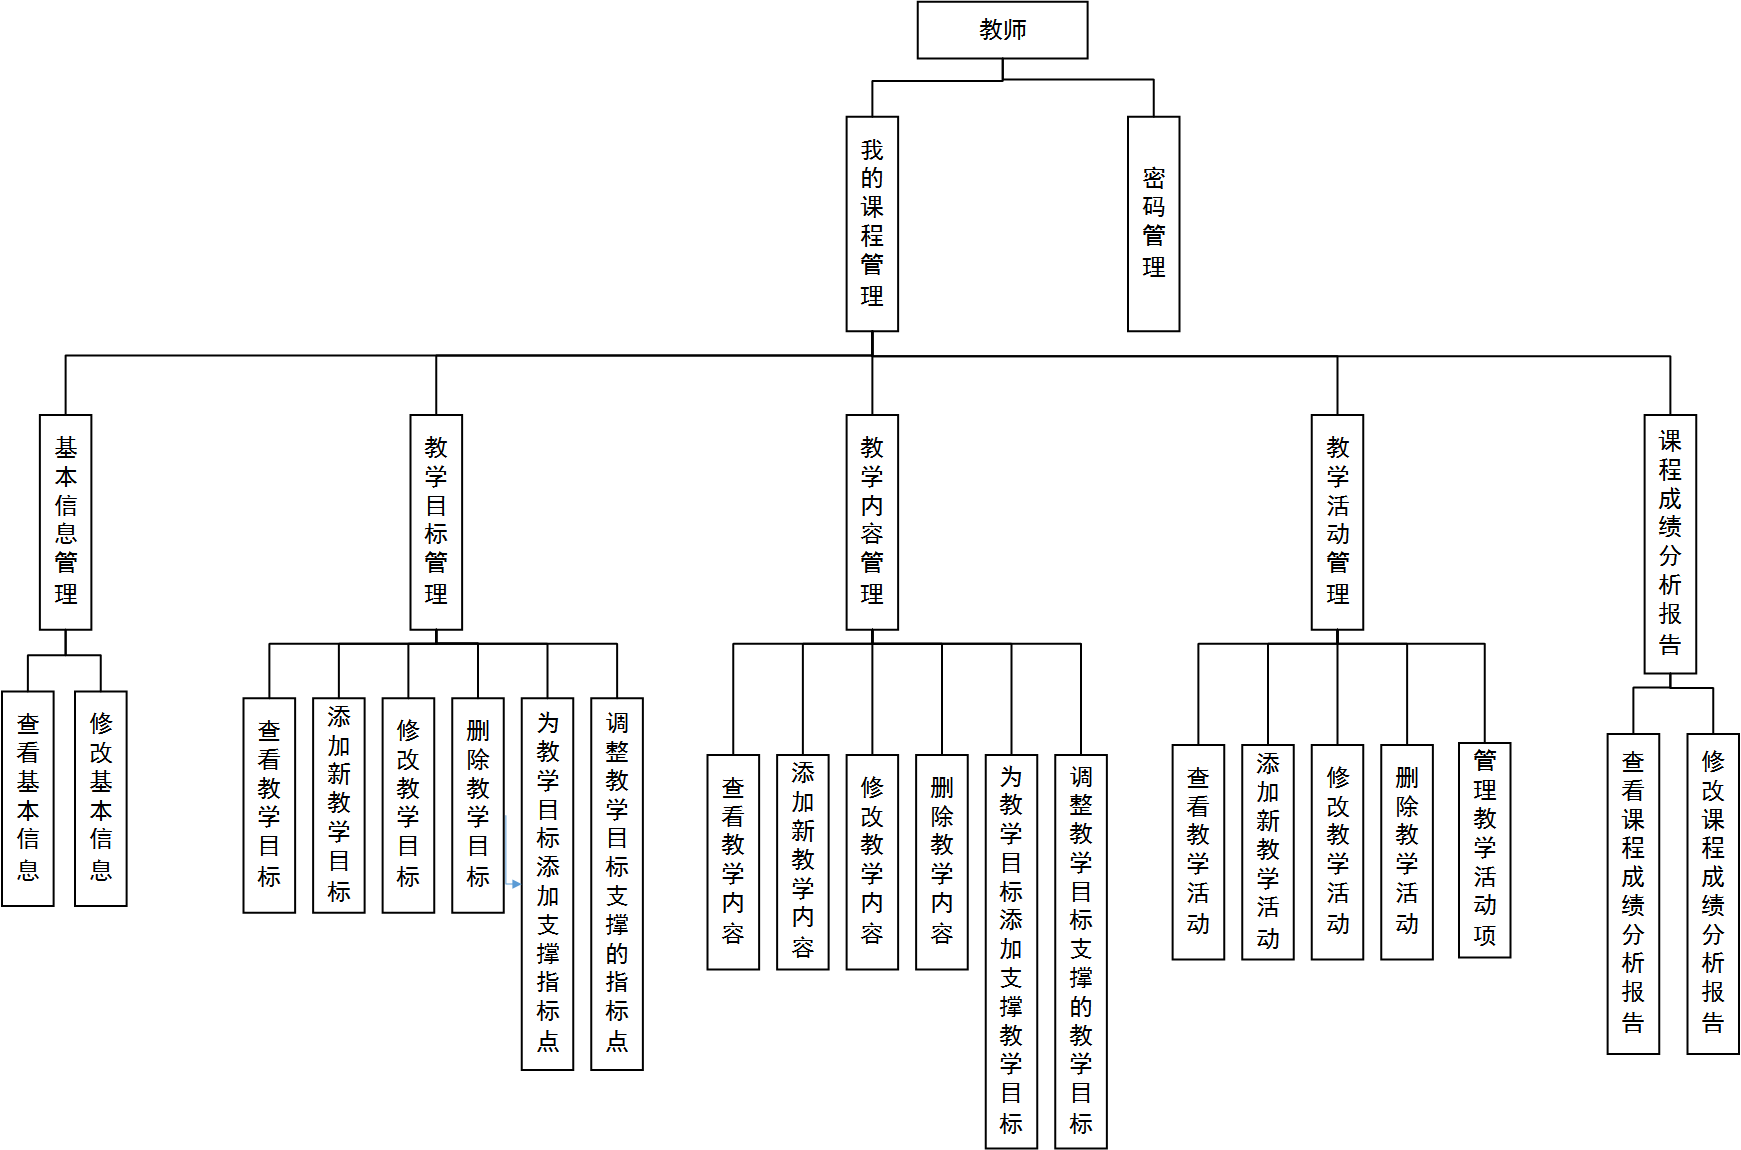 教师
我的课程管理
密码管理
基本信息管理
教学目标管理
教学内容管理
教学活动管理
课程成绩分析报告
查看基本信息
修改基本信息
查看教学目标
添加新教学目标
修改教学目标
删除教学目标
为教学目标添加支撑指标点
调整教学目标支撑的指标点
查看教学内容
添加新教学内容
修改教学内容
删除教学内容
为教学目标添加支撑教学目标
调整教学目标支撑的教学目标
查看教学活动
添加新教学活动
修改教学活动
删除教学活动
管理教学活动项
查看课程成绩分析报告
修改课程成绩分析报告